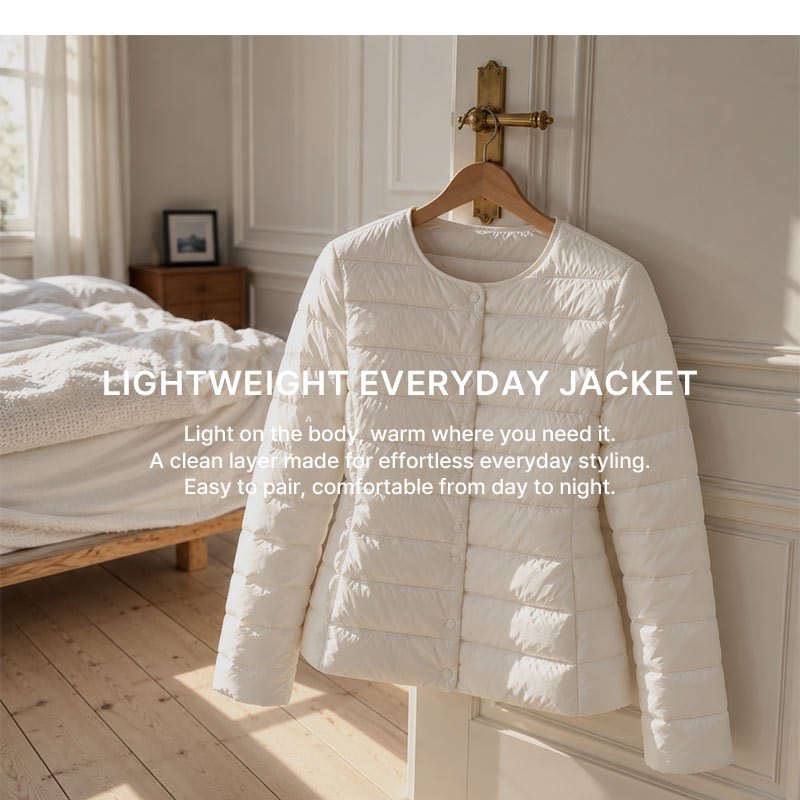 LIGHTWEIGHT EVERYDAY JACKET
Light on the body, warm where you need it.
A clean layer made for effortless everyday styling.
Easy to pair, comfortable from day to night.